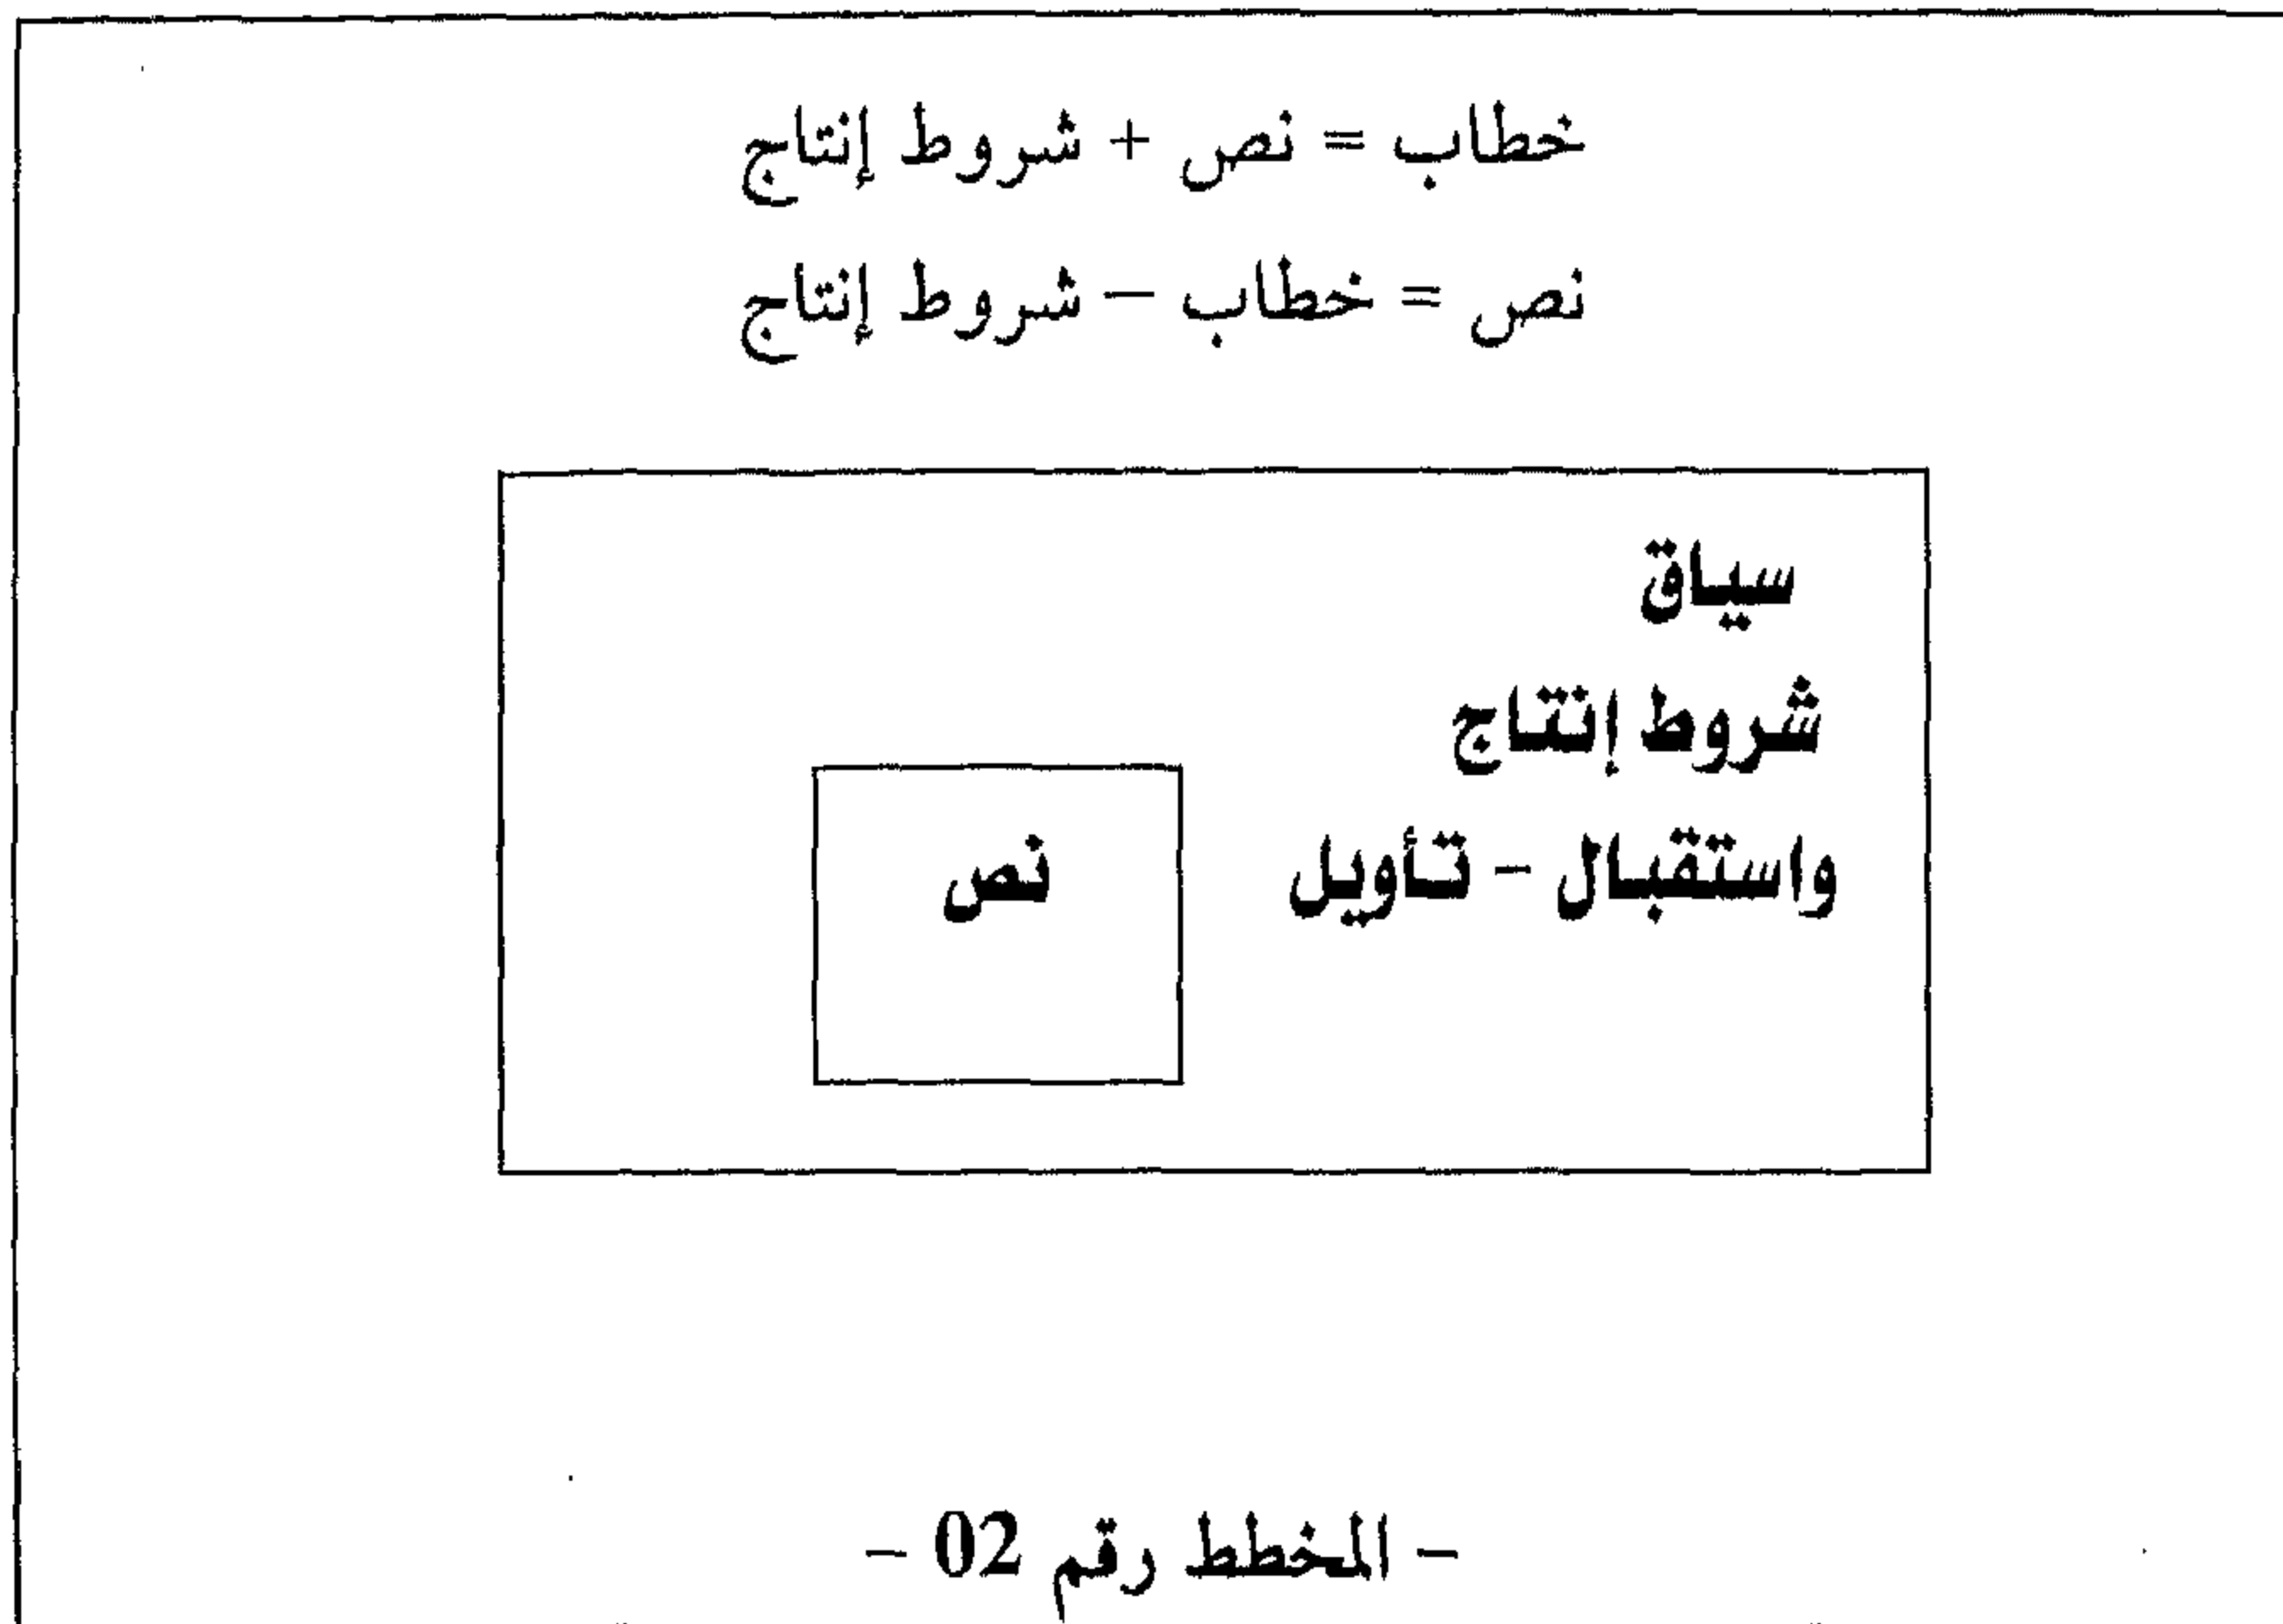 خطاب = نص + شروط إنتاج
نص = خطاب – شروط إنتاج
سياق
شروط إنتاج
واستقبال – تأويل
نص
– المخطط رقم 02 –